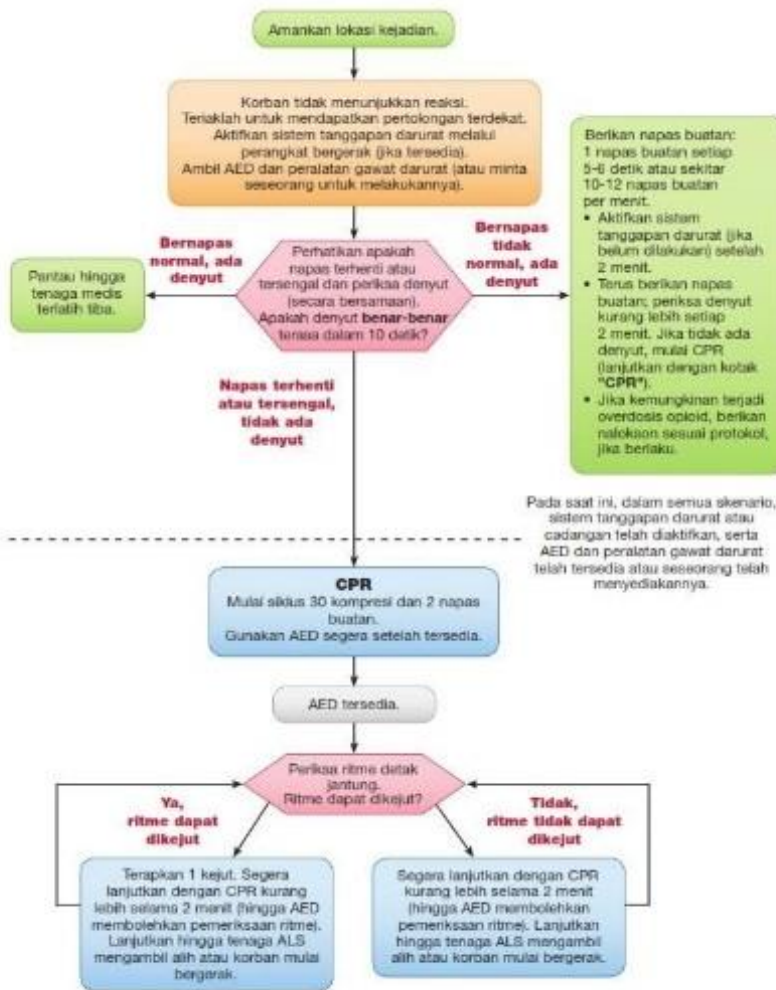 Amankan lokasi kejadian.
Korban tidak menunjukkan reaksi.
Teriaklah untuk mendapatkan pertolongan terdekat.
Aktifkan sistem tanggapan darurat melalui
perangkat bergerak (jika tersedia).
Ambil AED dan peralatan gawat darurat (atau minta
seseorang untuk melakukannya).
Bernapas
normal, ada
denyut
Pantau hingga
tenaga medis
terlatih tiba.
Perhatikan apakah
napas terhenti atau
tersengal dan periksa denyut
(secara bersamaan).
Apakah denyut benar-benar
terasa dalam 10 detik?
Bernapas
tidak
normal, ada
denyut
Berikan napas buatan:
1 napas buatan setiap
5-6 detik atau sekitar
10-12 napas buatan
per menit.
• Aktifkan sistem
tanggapan darurat (jika
belum dilakukan) setelah
2 menit.
• Terus berikan napas
buatan; periksa denyut
kurang lebih setiap
2 menit. Jika tidak ada
denyut, mulai CPR
(lanjutkan dengan kotak
"CPR").
• Jika kemungkinan terjadi
overdosis opioid, berikan
nalokson sesuai protokol,
jika berlaku.
Napas terhenti
atau tersengal,
tidak ada
denyut
Pada saat ini, dalam semua skenario,
sistem tanggapan darurat atau
cadangan telah diaktifkan, serta
AED dan peralatan gawat darurat
telah tersedia atau seseorang telah
menyediakannya.
CPR
Mulai siklus 30 kompresi dan 2 napas
buatan.
Gunakan AED segera setelah tersedia.
AED tersedia.
Periksa ritme detak
jantung.
Ritme dapat dikejut?
Ya,
ritme dapat
dikejut
Tidak,
ritme tidak dapat
dikejut
Terapkan 1 kejut. Segera
lanjutkan dengan CPR kurang
lebih selama 2 menit (hingga AED
membolehkan pemeriksaan ritme).
Lanjutkan hingga tenaga ALS
mengambil alih atau korban mulai
bergerak.
Segera lanjutkan dengan CPR
kurang lebih selama 2 menit
(hingga AED membolehkan
pemeriksaan ritme). Lanjutkan
hingga tenaga ALS mengambil
alih atau korban mulai bergerak.